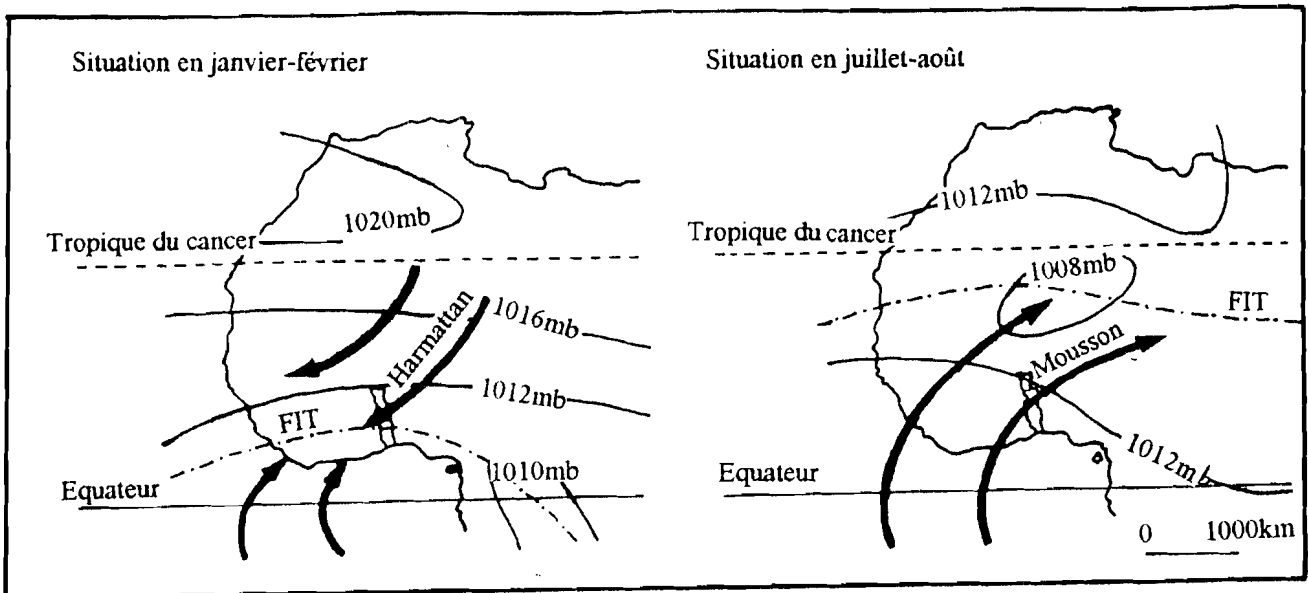 Situation en janvier-février
1020mb
Tropique du cancer
1016mb
Harmattan
1012mb
FIT
1010mb
Equateur
Situation en juillet-août
1012mb
Tropique du cancer
1008mb
FIT
Mousson
1012mb
Equateur
0 1000km